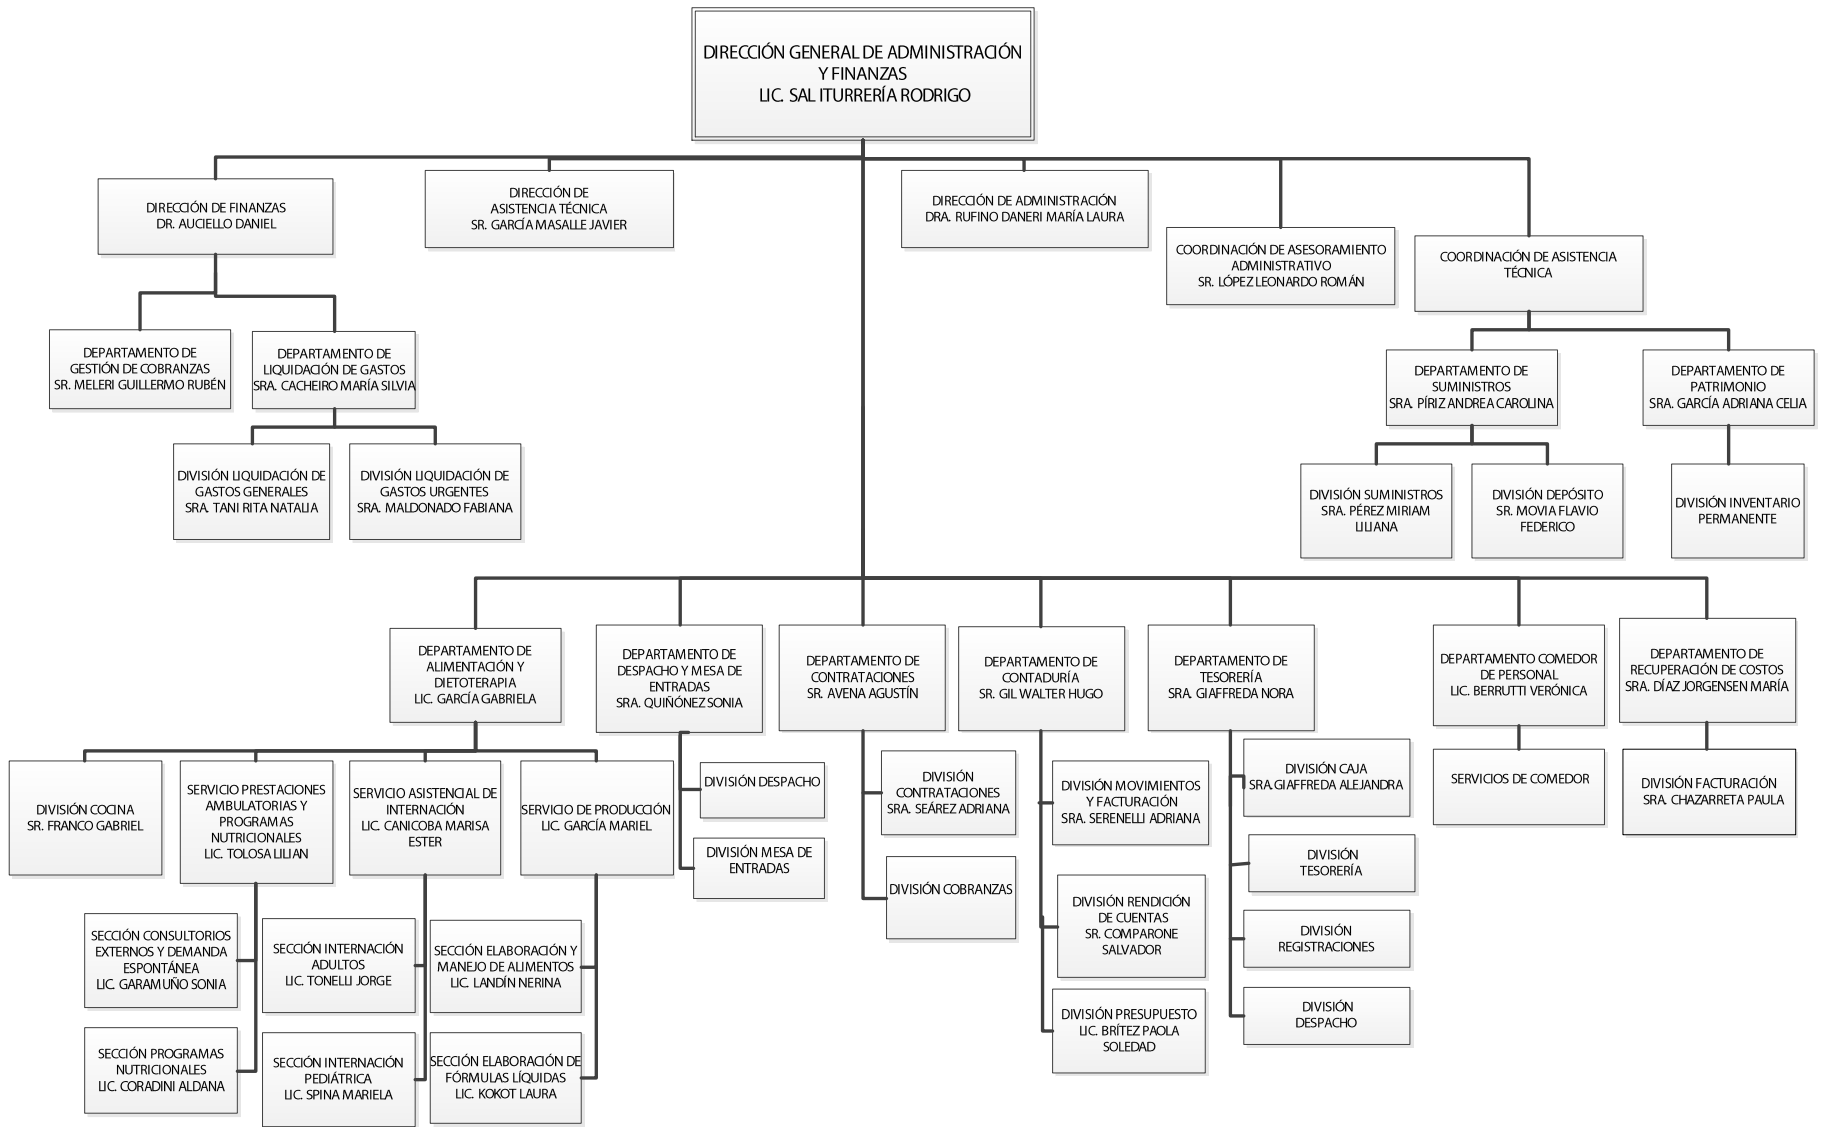 DIRECCIÓN GENERAL DE ADMINISTRACIÓN
Y FINANZAS
LIC. SAL ITURRERÍA RODRIGO
DIRECCIÓN DE FINANZAS
DR. AUCIELLO DANIEL
DIRECCIÓN DE
ASISTENCIA TÉCNICA
SR. GARCÍA MASALLE JAVIER
DIRECCIÓN DE ADMINISTRACIÓN
DRA. RUFINO DANERI MARÍA LAURA
COORDINACIÓN DE ASESORAMIENTO
ADMINISTRATIVO
SR. LÓPEZ LEONARDO ROMÁN
COORDINACIÓN DE ASISTENCIA
TÉCNICA
DEPARTAMENTO DE
GESTIÓN DE COBRANZAS
SR. MELERI GUILLERMO RUBÉN
DEPARTAMENTO DE
LIQUIDACIÓN DE GASTOS
SRA. CACHEIRO MARÍA SILVIA
DEPARTAMENTO DE
SUMINISTROS
SRA. PÍRIZ ANDREA CAROLINA
DEPARTAMENTO DE
PATRIMONIO
SRA. GARCÍA ADRIANA CELIA
DIVISIÓN LIQUIDACIÓN DE
GASTOS GENERALES
SRA. TANI RITA NATALIA
DIVISIÓN LIQUIDACIÓN DE
GASTOS URGENTES
SRA. MALDONADO FABIANA
DIVISIÓN SUMINISTROS
SRA. PÉREZ MIRIAM
LILIANA
DIVISIÓN DEPÓSITO
SR. MOVIA FLAVIO
FEDERICO
DIVISIÓN INVENTARIO
PERMANENTE
DEPARTAMENTO DE
ALIMENTACIÓN Y
DIETOTERAPIA
LIC. GARCÍA GABRIELA
DEPARTAMENTO DE
DESPACHO Y MESA DE
ENTRADAS
SRA. QUIÑÓNEZ SONIA
DEPARTAMENTO DE
CONTRATACIONES
SR. AVENA AGUSTÍN
DEPARTAMENTO DE
CONTADURÍA
SR. GIL WALTER HUGO
DEPARTAMENTO DE
TESORERÍA
SRA. GIAFFREDA NORA
DEPARTAMENTO COMEDOR
DE PERSONAL
LIC. BERRUTTI VERÓNICA
DEPARTAMENTO DE
RECUPERACIÓN DE COSTOS
SRA. DÍAZ JORGENSEN MARÍA
DIVISIÓN COCINA
SR. FRANCO GABRIEL
SERVICIO PRESTACIONES
AMBULATORIAS Y
PROGRAMAS
NUTRICIONALES
LIC. TOLOSA LILIAN
SERVICIO ASISTENCIAL DE
INTERNACIÓN
LIC. CANICOBA MARISA
ESTER
SERVICIO DE PRODUCCIÓN
LIC. GARCÍA MARIEL
DIVISIÓN DESPACHO
DIVISIÓN MESA DE
ENTRADAS
DIVISIÓN
CONTRATACIONES
SRA. SEÁREZ ADRIANA
DIVISIÓN COBRANZAS
DIVISIÓN MOVIMIENTOS
Y FACTURACIÓN
SRA. SERENELLI ADRIANA
DIVISIÓN RENDICIÓN
DE CUENTAS
SR. COMPARONE
SALVADOR
DIVISIÓN PRESUPUESTO
LIC. BRÍTEZ PAOLA
SOLEDAD
DIVISIÓN CAJA
SRA.GIAFFREDA ALEJANDRA
DIVISIÓN
TESORERÍA
DIVISIÓN
REGISTRACIONES
DIVISIÓN
DESPACHO
SERVICIOS DE COMEDOR
DIVISIÓN FACTURACIÓN
SRA. CHAZARRETA PAULA
SECCIÓN CONSULTORIOS
EXTERNOS Y DEMANDA
ESPONTÁNEA
LIC. GARAMUÑO SONIA
SECCIÓN INTERNACIÓN
ADULTOS
LIC. TONELLI JORGE
SECCIÓN ELABORACIÓN Y
MANEJO DE ALIMENTOS
LIC. LANDÍN NERINA
SECCIÓN PROGRAMAS
NUTRICIONALES
LIC. CORADINI ALDANA
SECCIÓN INTERNACIÓN
PEDIÁTRICA
LIC. SPINA MARIELA
SECCIÓN ELABORACIÓN DE
FÓRMULAS LÍQUIDAS
LIC. KOKOT LAURA